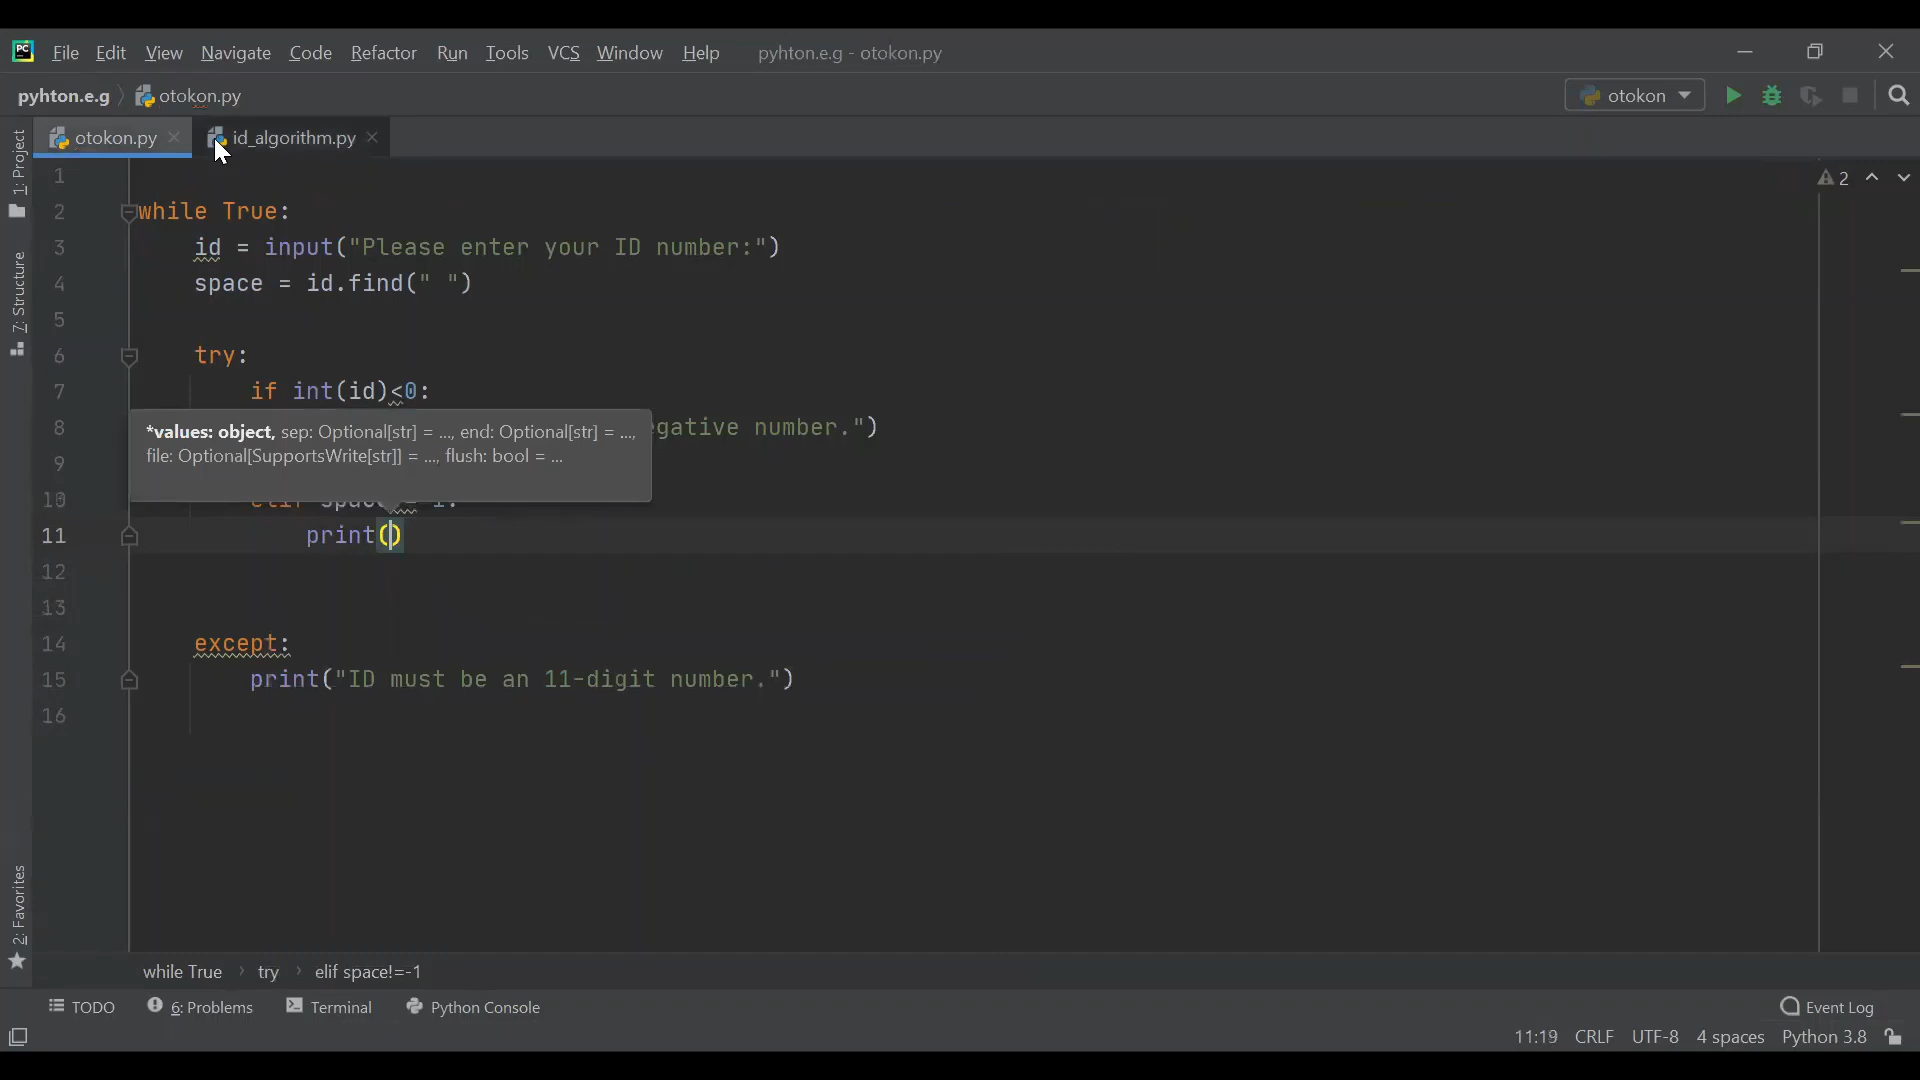 File Edit View Navigate Code Refactor Run Tools VCS Window Help pyhton.e.g - otokon.py
pyhton.e.g otokon.py otokon
otokon.py id_algorithm.py
1: Project
7: Structure
2: Favorites
1
2 while True:
3 id = input("Please enter your ID number:")
4 space = id.find(" ")
5
6 try:
7 if int(id)<0:
8 gative number.")
*values: object, sep: Optional[str] = ..., end: Optional[str] = ...,
file: Optional[SupportsWrite[str]] = ..., flush: bool = ...
9
10
11 print()
12
13
14 except:
15 print("ID must be an 11-digit number.")
16
2
while True › try › elif space!=-1
TODO 6: Problems Terminal Python Console Event Log
11:19 CRLF UTF-8 4 spaces Python 3.8